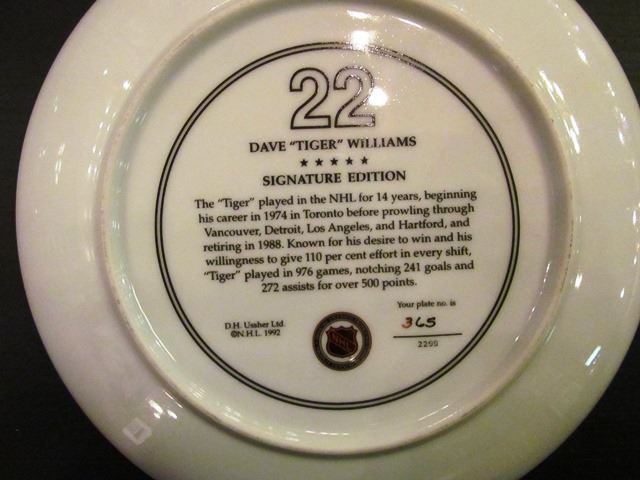 22
DAVE "TIGER" WiLLIAMS
★ ★ ★ ★ ★
SIGNATURE EDITION
The "Tiger" played in the NHL for 14 years, beginning
his career in 1974 in Toronto before prowling through
Vancouver, Detroit, Los Angeles, and Hartford, and
retiring in 1988. Known for his desire to win and his
willingness to give 110 per cent effort in every shift,
"Tiger" played in 976 games, notching 241 goals and
272 assists for over 500 points.
Your plate no. is
365
2299
D.H. Ussher Ltd.
©N.H.L. 1992
NHL